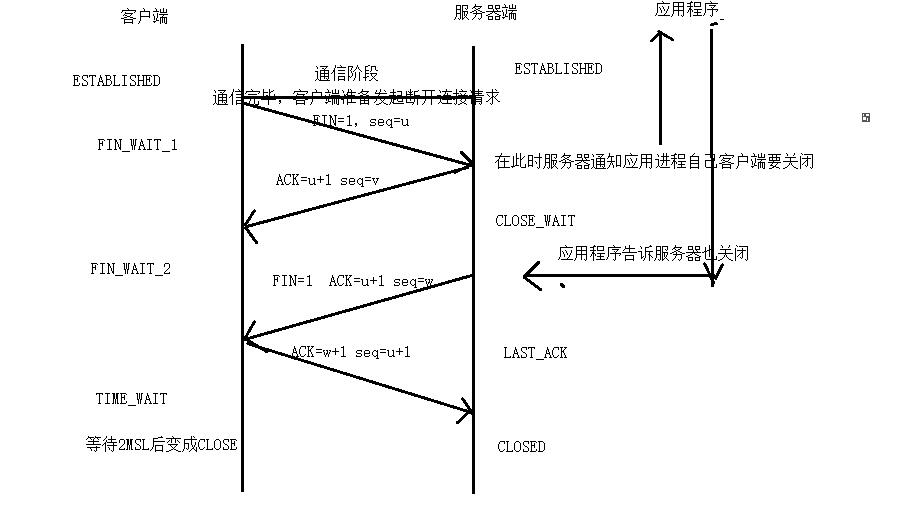 客户端
服务器端
应用程序
ESTABLISHED
通信阶段
ESTABLISHED
通信完毕，客户端准备发起断开连接请求
FIN=1, seq=u
FIN_WAIT_1
在此时服务器通知应用进程自己客户端要关闭
ACK=u+1 seq=v
CLOSE_WAIT
应用程序告诉服务器也关闭
FIN_WAIT_2
FIN=1 ACK=u+1 seq=w
ACK=w+1 seq=u+1
LAST_ACK
TIME_WAIT
等待2MSL后变成CLOSE
CLOSED